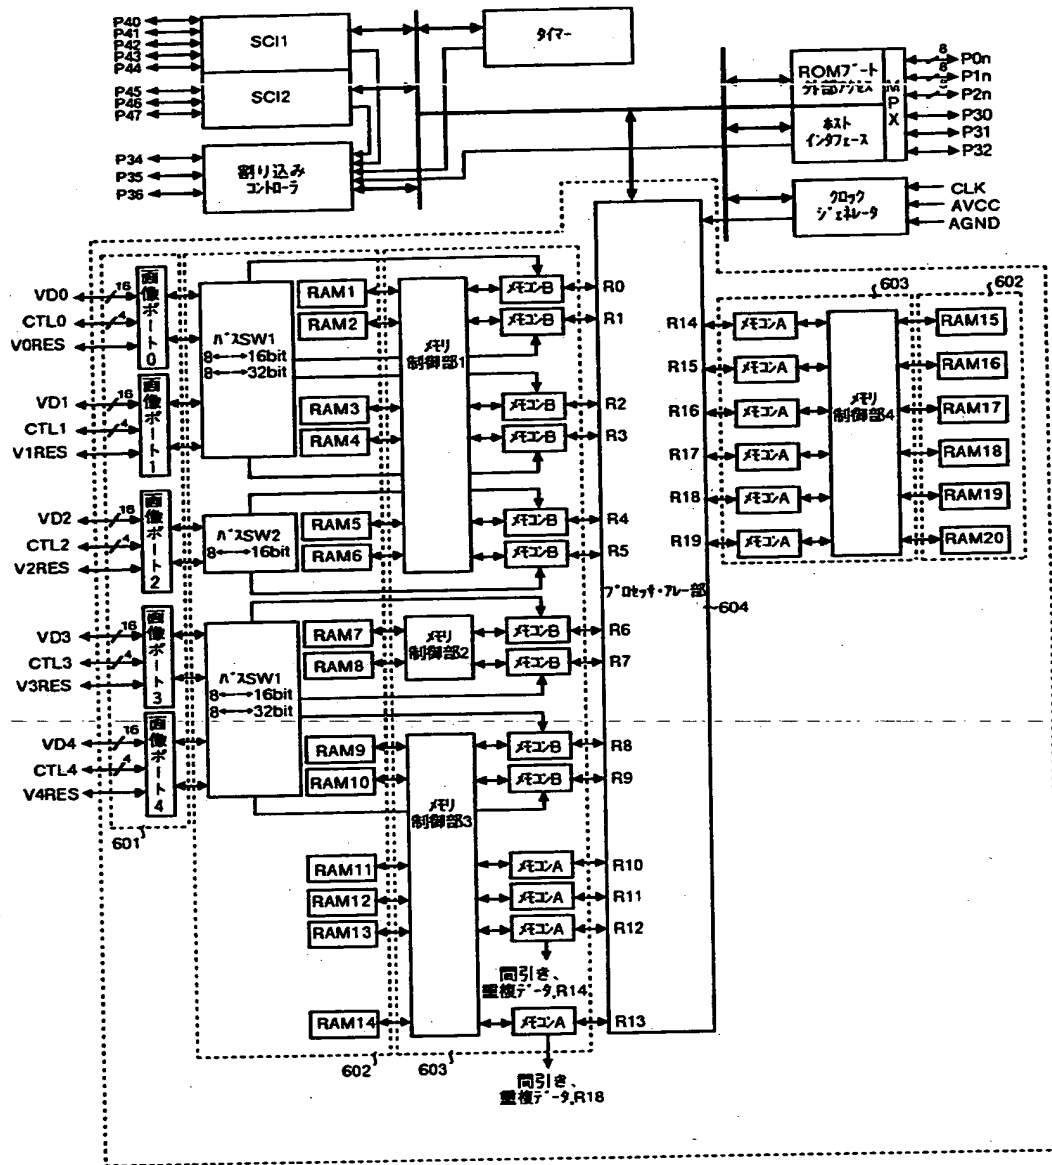 P40
P41
P42
P43
P44
SCI1
P45
P46
P47
SCI2
P34
P35
P36
割り込み
コントローラ
タイマー
ROMブート
外部アクセス
ホスト
インタフェース
MPX
8
P0n
8
P1n
P2n
P30
P31
P32
クロック
ジェネレータ
CLK
AVCC
AGND
VD0
16
CTL0
4
V0RES
画像ポート0
VD1
16
CTL1
4
V1RES
画像ポート1
VD2
16
CTL2
4
V2RES
画像ポート2
VD3
16
CTL3
4
V3RES
画像ポート3
VD4
16
CTL4
4
V4RES
画像ポート4
601
バスSW1
8↔16bit
8↔32bit
バスSW2
8↔16bit
バスSW1
8↔16bit
8↔32bit
RAM1
RAM2
RAM3
RAM4
RAM5
RAM6
RAM7
RAM8
RAM9
RAM10
RAM11
RAM12
RAM13
RAM14
602
メモリ
制御部1
メモリ
制御部2
メモリ
制御部3
603
メモコンB
メモコンB
メモコンB
メモコンB
メモコンB
メモコンB
メモコンB
メモコンB
メモコンB
メモコンB
メモコンA
メモコンA
メモコンA
間引き、
重複データ,R14
メモコンA
間引き、
重複データ,R18
R0
R1
R2
R3
R4
R5
R6
R7
R8
R9
R10
R11
R12
R13
プロセッサ・アレー部
604
R14
R15
R16
R17
R18
R19
メモコンA
メモコンA
メモコンA
メモコンA
メモコンA
メモコンA
メモリ
制御部4
603
602
RAM15
RAM16
RAM17
RAM18
RAM19
RAM20